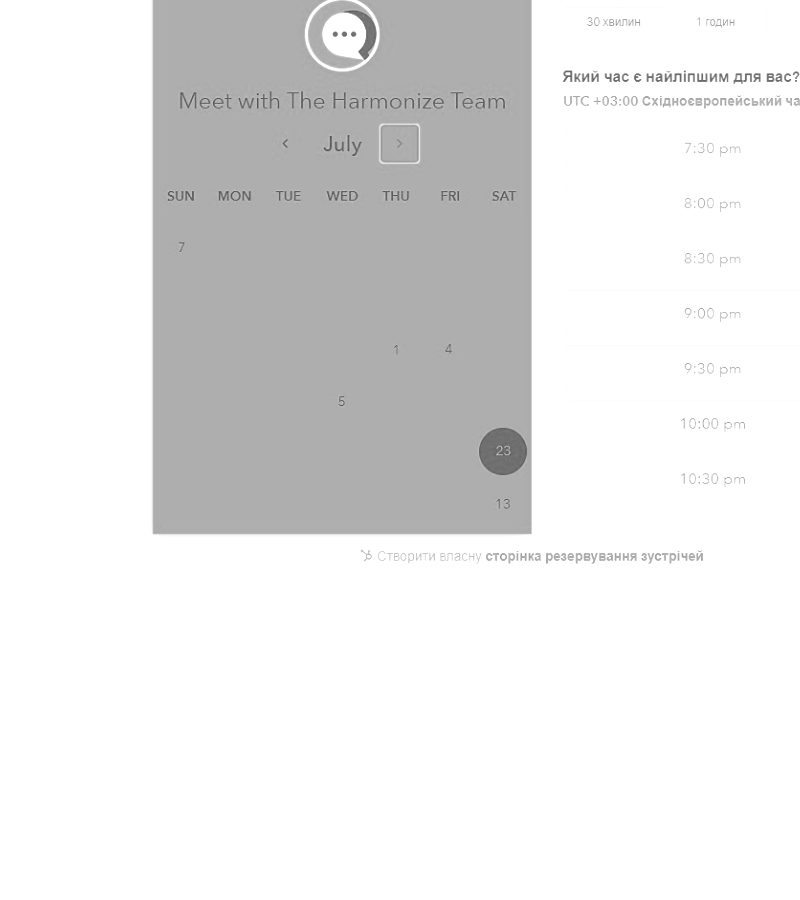 Meet with The Harmonize Team
July
SUN MON TUE WED THU FRI SAT
7
1 4
5
23
13
30 хвилин 1 годин
Який час є найліпшим для вас?
UTC +03:00 Східноєвропейський ча
7:30 pm
8:00 pm
8:30 pm
9:00 pm
9:30 pm
10:00 pm
10:30 pm
Створити власну сторінка резервування зустрічей